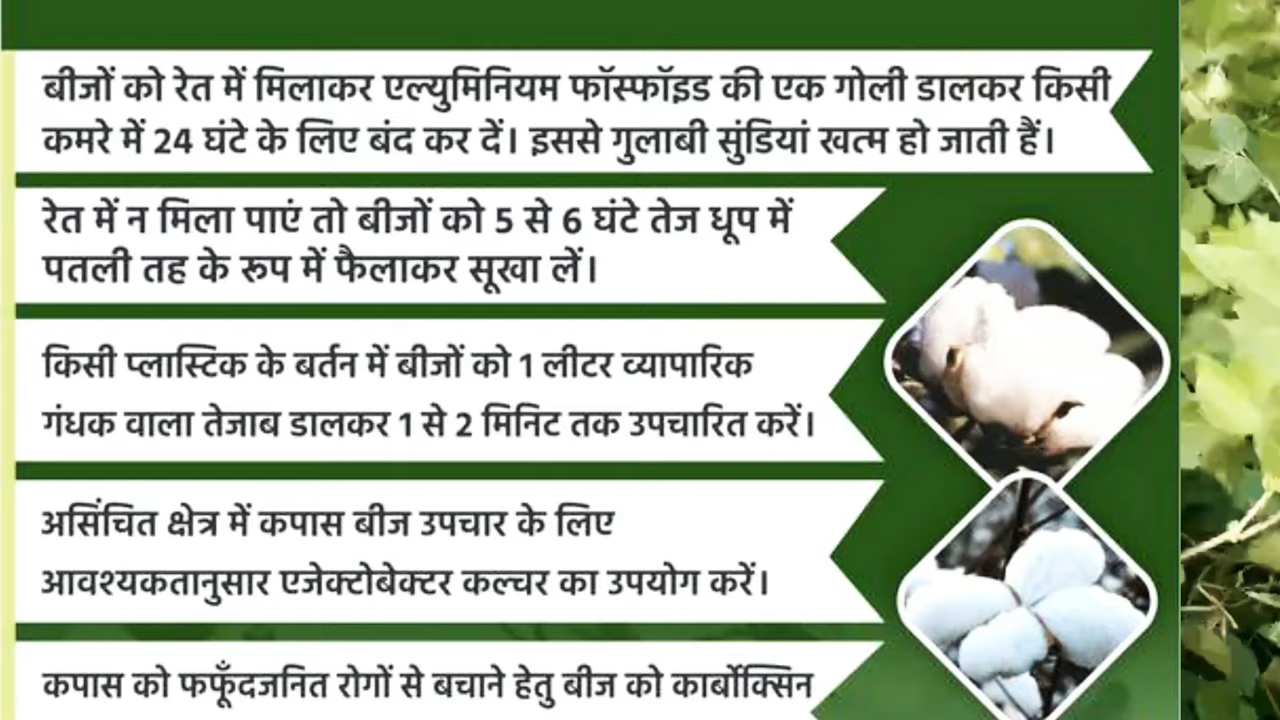 बीजों को रेत में मिलाकर एल्युमिनियम फॉस्फॉइड की एक गोली डालकर किसी
कमरे में 24 घंटे के लिए बंद कर दें। इससे गुलाबी सुंडियां खत्म हो जाती हैं।
रेत में न मिला पाएं तो बीजों को 5 से 6 घंटे तेज धूप में
पतली तह के रूप में फैलाकर सूखा लें।
किसी प्लास्टिक के बर्तन में बीजों को 1 लीटर व्यापारिक
गंधक वाला तेजाब डालकर 1 से 2 मिनिट तक उपचारित करें।
असिंचित क्षेत्र में कपास बीज उपचार के लिए
आवश्यकतानुसार एजेक्टोबेक्टर कल्चर का उपयोग करें।
कपास को फफूँदजनित रोगों से बचाने हेतु बीज को कार्बोक्सिन